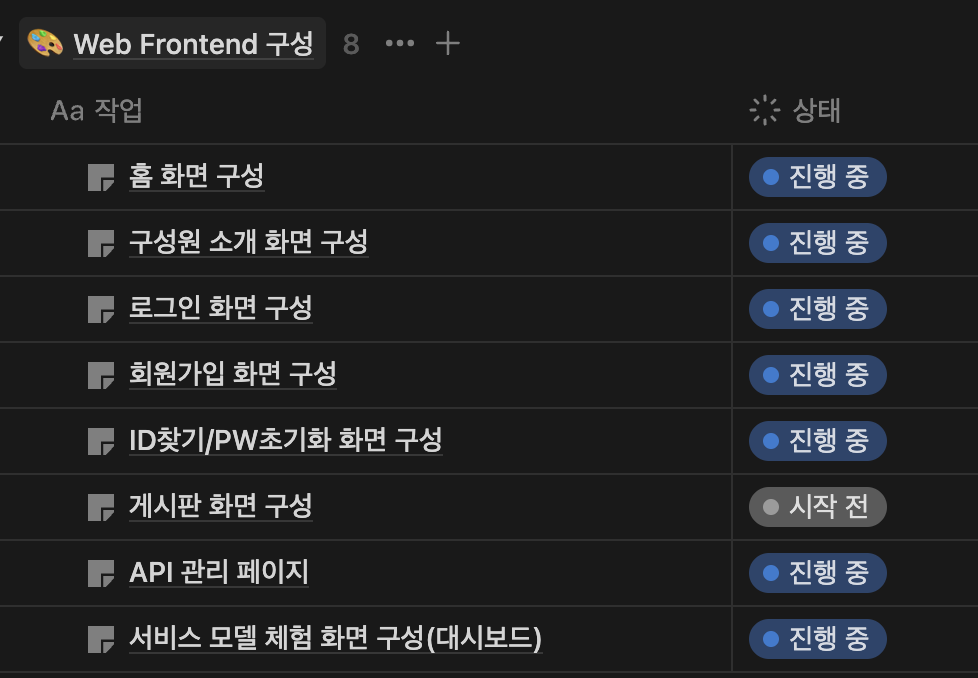 Web Frontend 구성 8
Aa 작업 상태
홈 화면 구성 진행 중
구성원 소개 화면 구성 진행 중
로그인 화면 구성 진행 중
회원가입 화면 구성 진행 중
ID찾기/PW초기화 화면 구성 진행 중
게시판 화면 구성 시작 전
API 관리 페이지 진행 중
서비스 모델 체험 화면 구성(대시보드) 진행 중